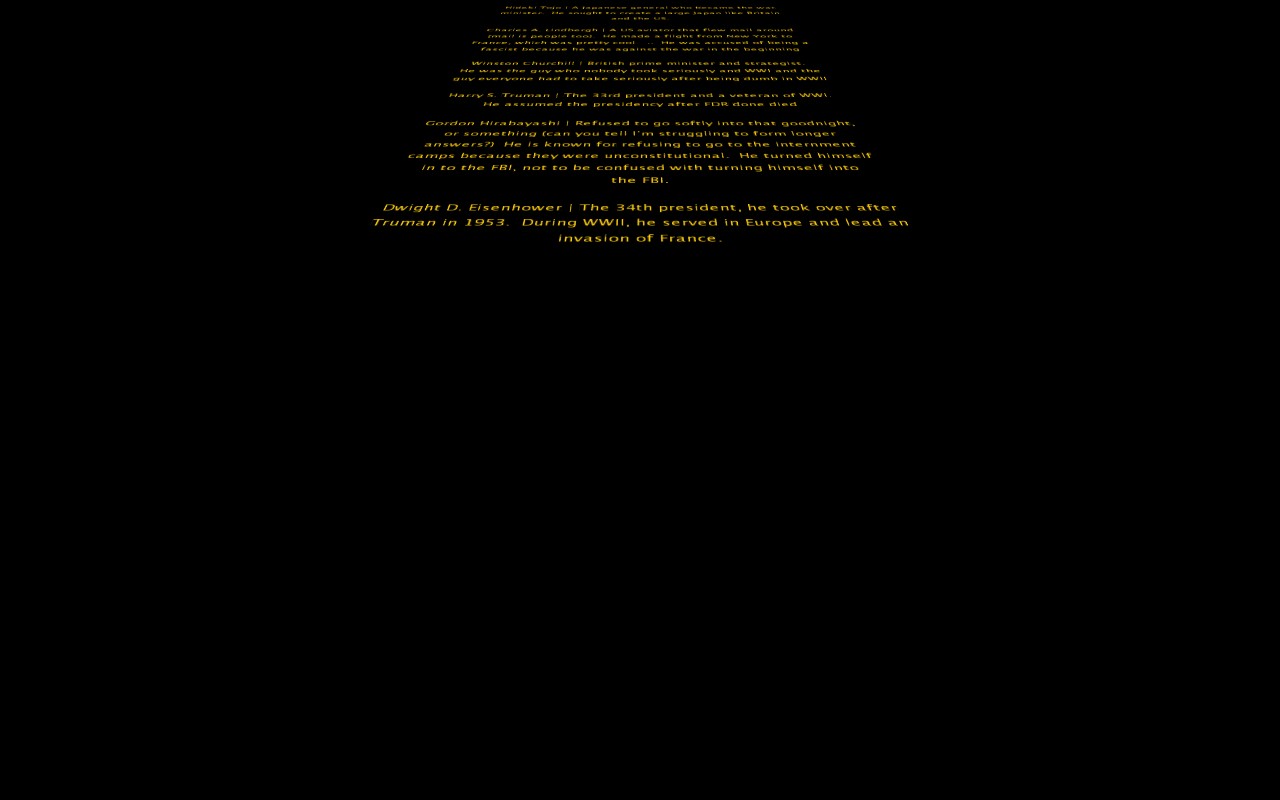 Hideki Tojo | A Japanese general who became the war
minister.  He sought to create a large Japan like Britain
and the US.
Charles A. Lindbergh | A US aviator that flew mail around
(mail is people too).  He made a flight from New York to
France, which was pretty cool  ...  He was accused of being a
fascist because he was against the war in the beginning
Winston Churchill | British prime minister and strategist.
He was the guy who nobody took seriously and WWI and the
guy everyone had to take seriously after being dumb in WWII
Harry S. Truman | The 33rd president and a veteran of WWI.
He assumed the presidency after FDR done died
Gordon Hirabayashi | Refused to go softly into that goodnight,
or something (can you tell I'm struggling to form longer
answers?)  He is known for refusing to go to the internment
camps because they were unconstitutional.  He turned himself
in to the FBI, not to be confused with turning himself into
the FBI.
Dwight D. Eisenhower | The 34th president, he took over after
Truman in 1953.  During WWII, he served in Europe and lead an
invasion of France.